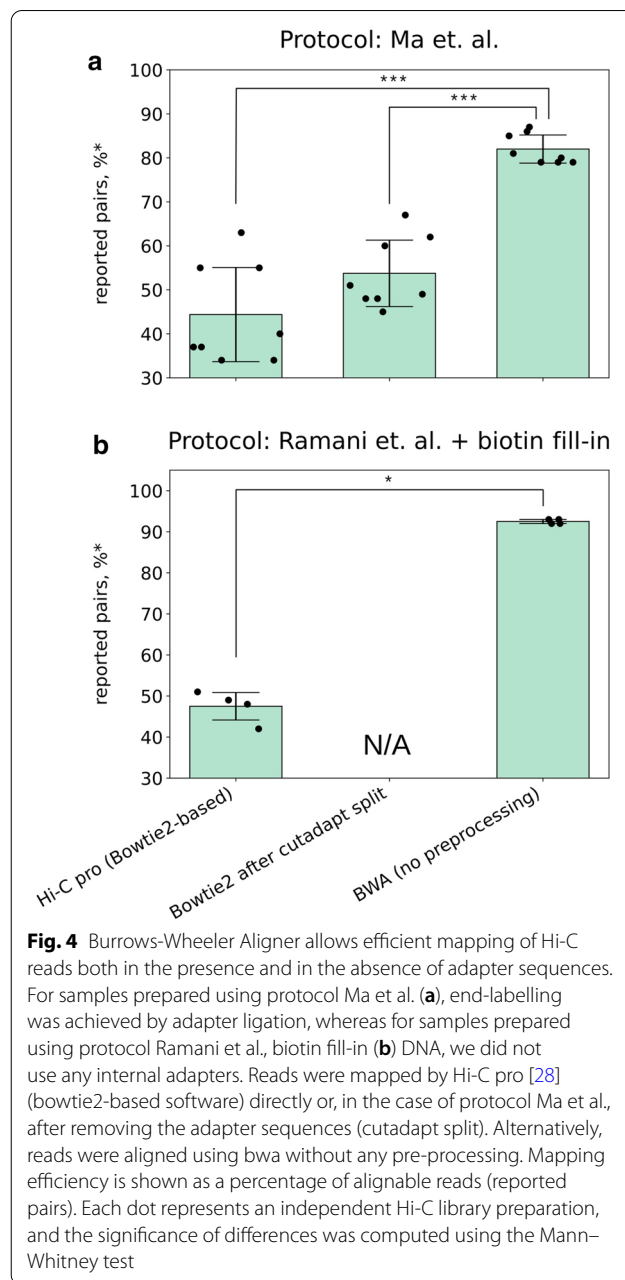 Protocol: Ma et. al.
a
100
90
80
70
60
50
40
30
reported pairs, %*
***
***
b
Protocol: Ramani et. al. + biotin fill-in
100
90
80
70
60
50
40
30
reported pairs, %*
*
N/A
Hi-C pro (Bowtie2-based)
Bowtie2 after cutadapt split
BWA (no preprocessing)
Fig. 4 Burrows-Wheeler Aligner allows efficient mapping of Hi-C
reads both in the presence and in the absence of adapter sequences.
For samples prepared using protocol Ma et al. (a), end-labelling
was achieved by adapter ligation, whereas for samples prepared
using protocol Ramani et al., biotin fill-in (b) DNA, we did not
use any internal adapters. Reads were mapped by Hi-C pro [28]
(bowtie2-based software) directly or, in the case of protocol Ma et al.,
after removing the adapter sequences (cutadapt split). Alternatively,
reads were aligned using bwa without any pre-processing. Mapping
efficiency is shown as a percentage of alignable reads (reported
pairs). Each dot represents an independent Hi-C library preparation,
and the significance of differences was computed using the Mann–
Whitney test